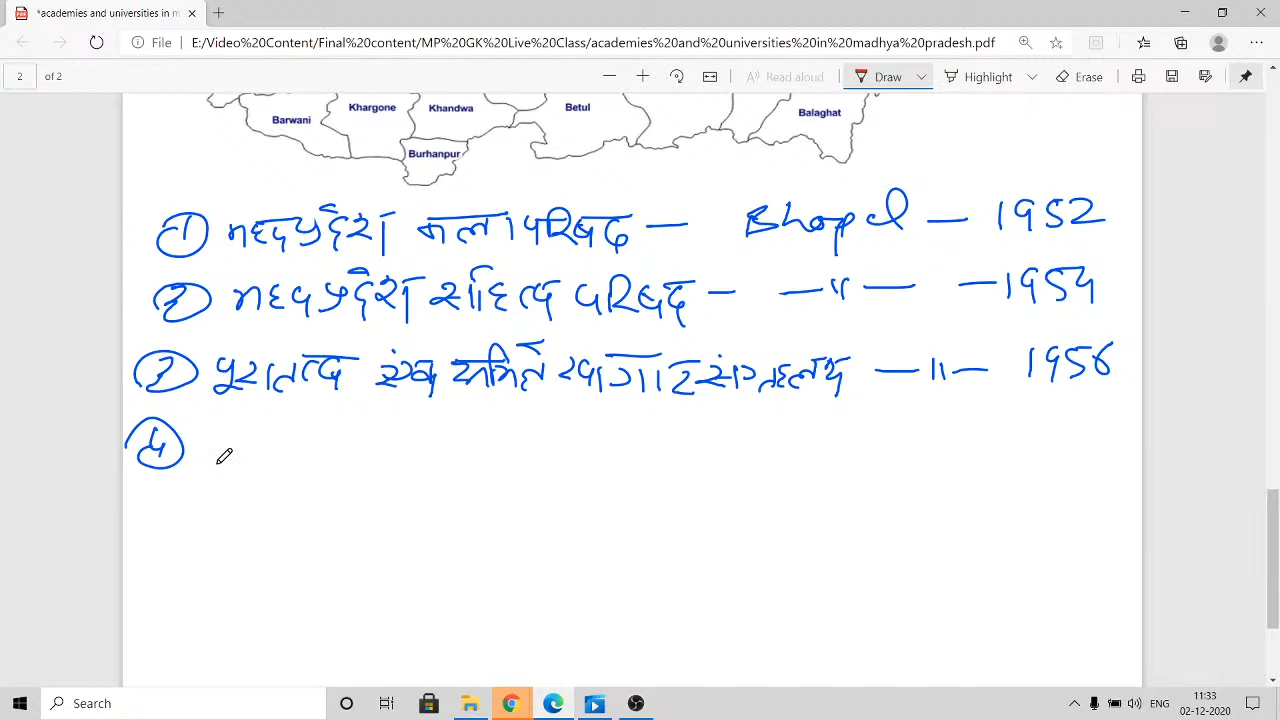 *academies and universities in m
File E:/Video%20Content/Final%20content/MP%20GK%20Live%20Class/academies%20and%20universities%20in%20madhya%20pradesh.pdf
2 of 2 Read aloud Draw Highlight Erase
Khargone Khandwa Betul Balaghat
Barwani
Burhanpur
① मध्यप्रदेश कला परिषद — Bhopal — 1952
② मध्यप्रदेश साहित्य परिषद - —〃— - 1954
③ पुरातत्व एवं संग्रहलय —〃— 1956
④
Search
ENG 11:33
02-12-2020